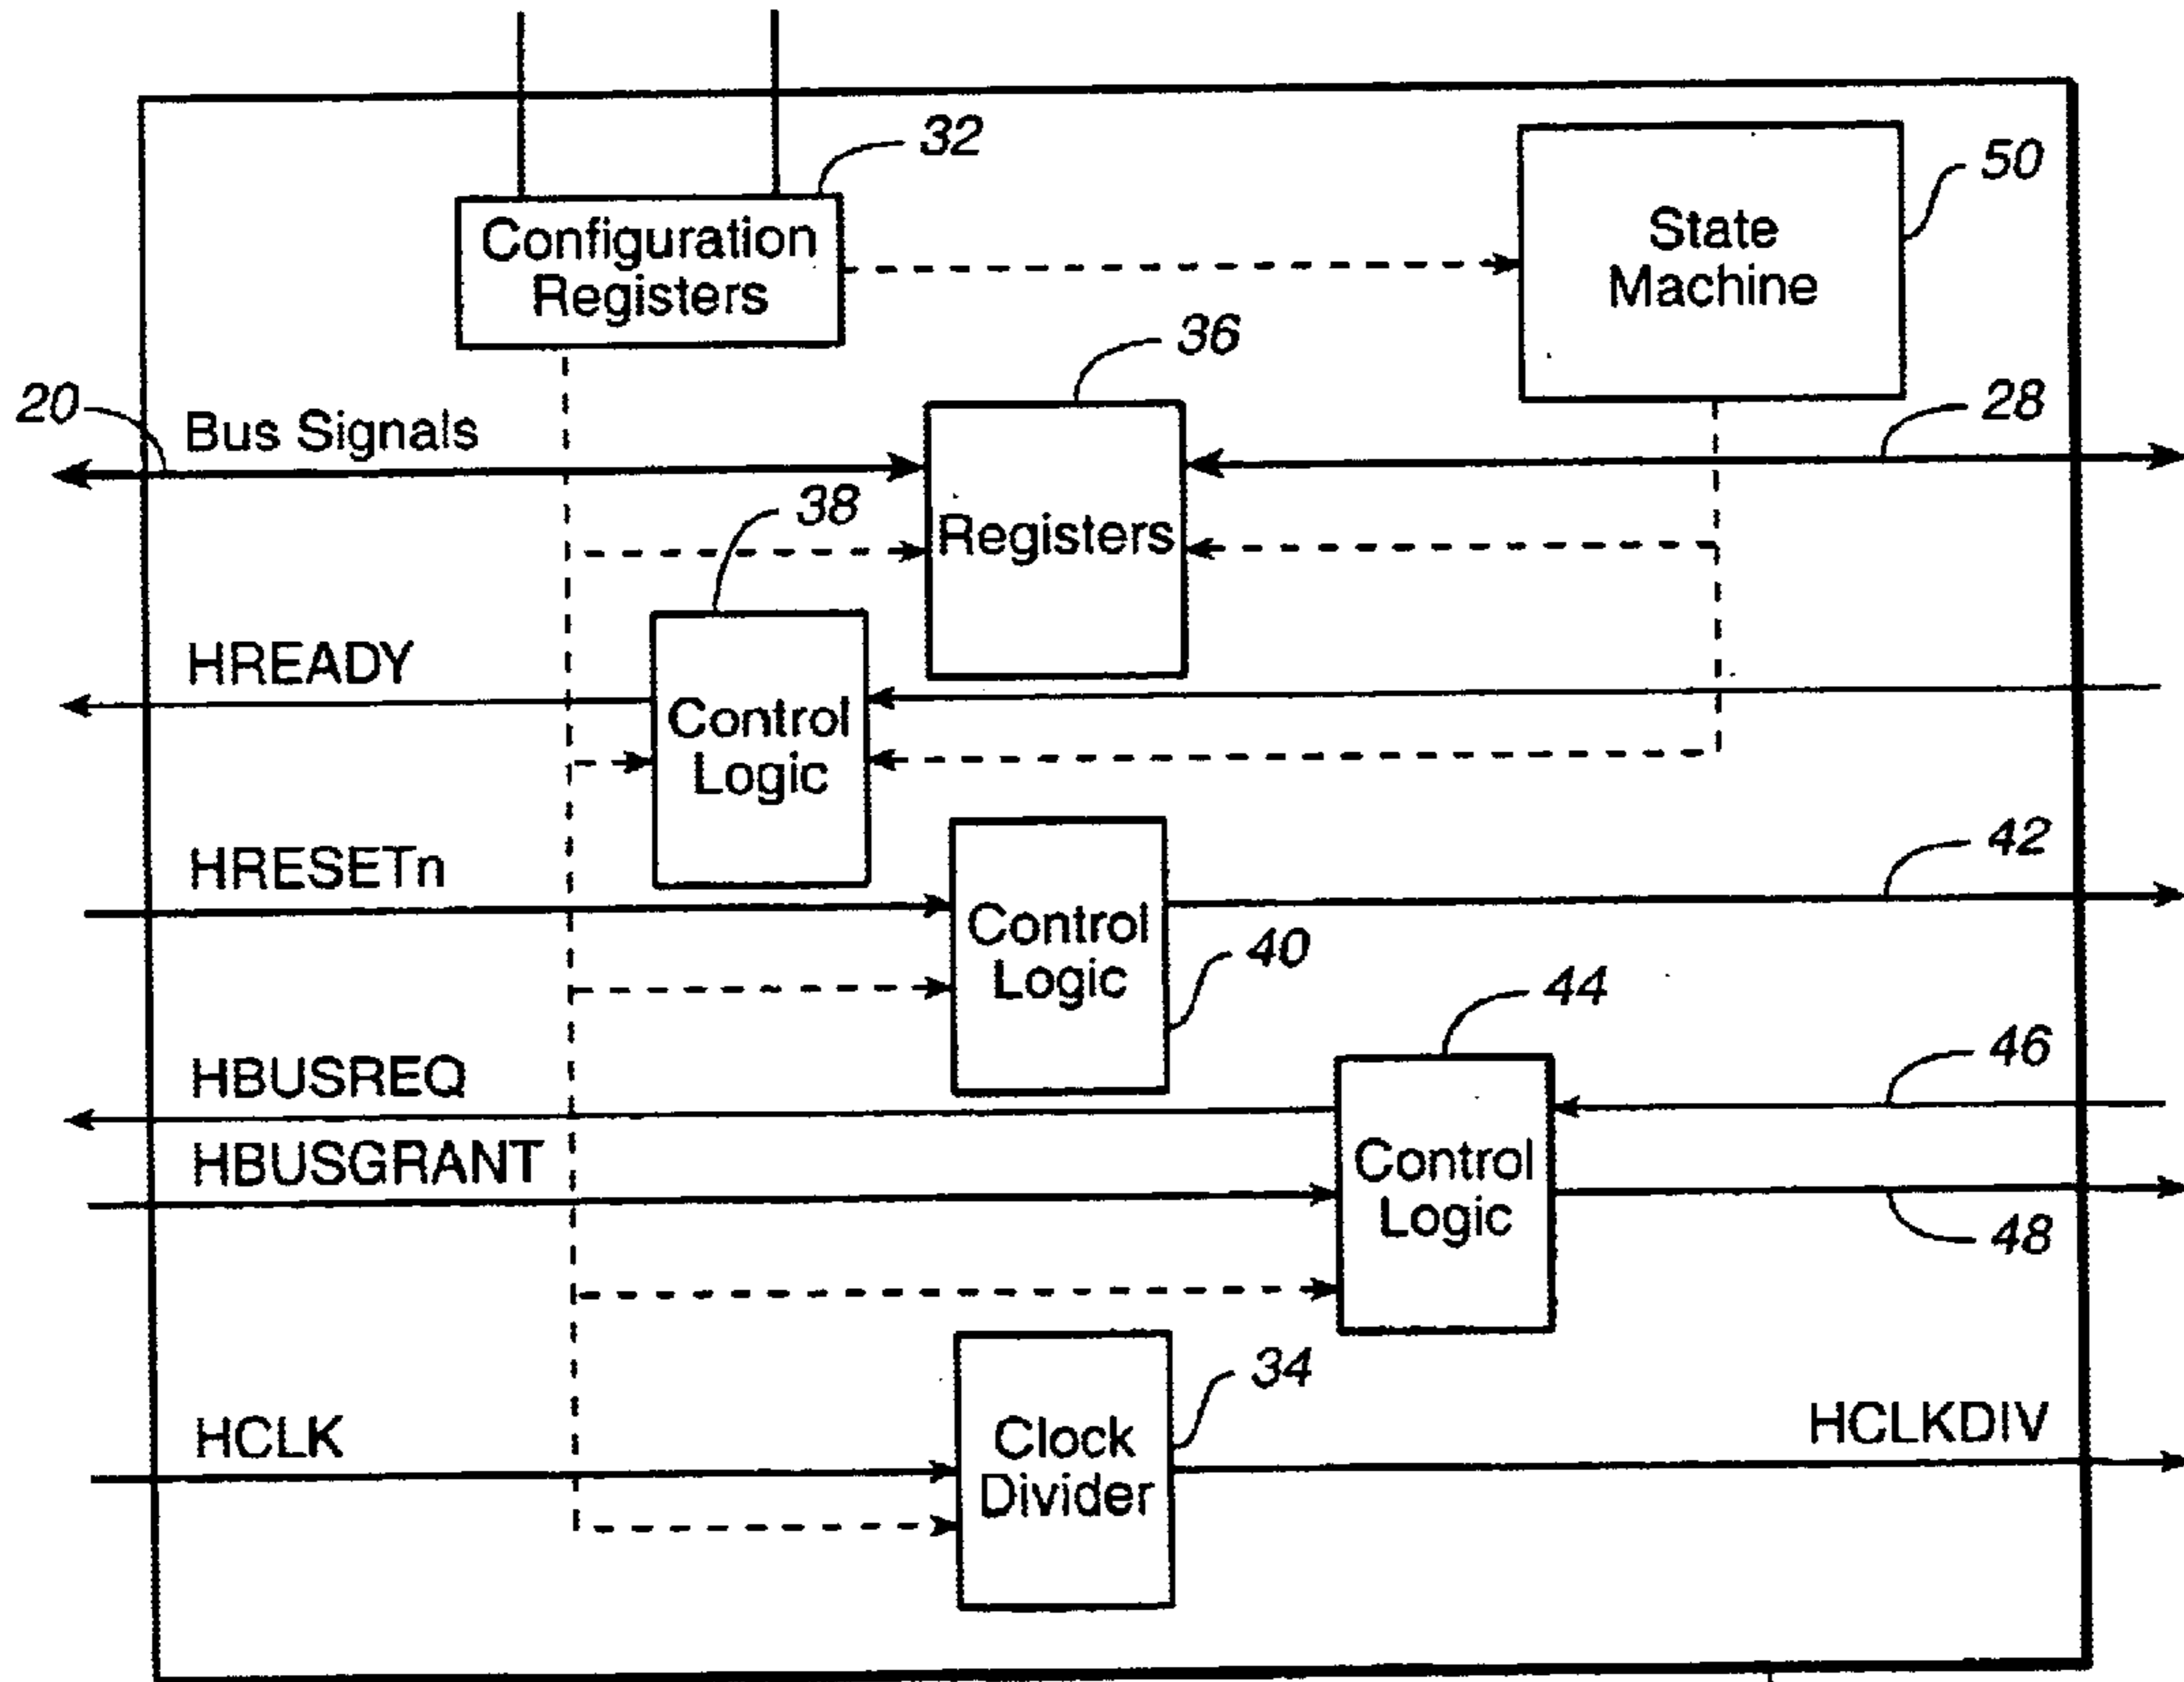 32
50
Configuration
Registers
State
Machine
36
20
Bus Signals
28
38
Registers
HREADY
Control
Logic
HRESETn
42
Control
Logic
40
44
HBUSREQ
46
HBUSGRANT
Control
Logic
48
34
HCLK
Clock
Divider
HCLKDIV